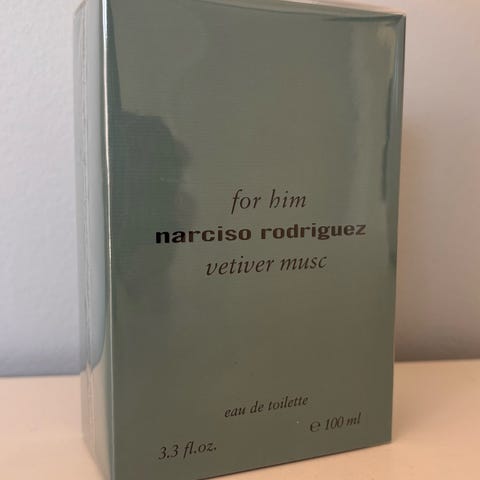 for him
narciso rodriguez
vetiver musc
eau de toilette
3.3 fl.oz. ℮ 100 ml